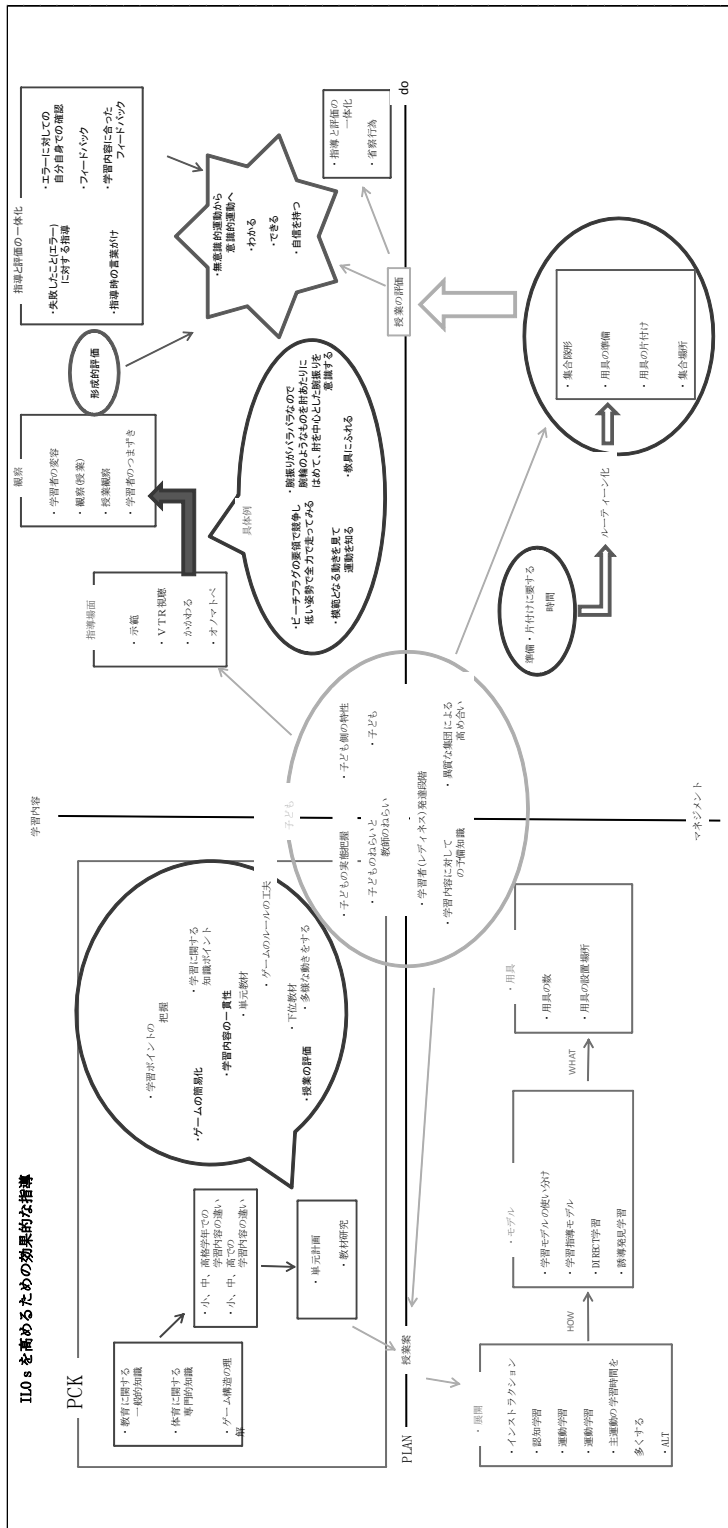 ILOsを高めるための効果的な指導
PCK
・教育に関する
一般的知識
・体育に関する
専門的知識
・ゲーム構造の理
解
・小、中、高格学年での
学習内容の違い
・小、中、高での
学習内容の違い
・単元計画
・教材研究
・学習ポイントの
把握
・学習に関する
知識ポイント
・ゲームの簡易化
・学習内容の一貫性
・単元教材
・ゲームのルールの工夫
・下位教材
・多様な動きをする
・授業の評価
学習内容
子ども
・子どもの実態把握
・子ども側の特性
・子どものねらいと
教師のねらい
・子ども
・学習者(レディネス)発達段階
・学習内容に対して
の予備知識
・異質な集団による
高め合い
指導場面
・示範
・VTR視聴
・かかわる
・オノマトペ
観察
・学習者の変容
・観察(授業)
・授業観察
・学習者のつまずき
形成的評価
指導と評価の一体化
・失敗したこと(エラー)
に対する指導
・指導時の言葉がけ
・エラーに対しての
自分自身での確認
・フィードバック
・学習内容に合った
フィードバック
具体例
・ビーチフラグの要領で競争し
低い姿勢で全力で走ってみる
・模範となる動きを見て
運動を知る
・腕振りがバラバラなので
腕輪のようなものを肘あたりに
はめて、肘を中心とした腕振りを
意識する
・教具にふれる
・無意識的運動から
意識的運動へ
・わかる
・できる
・自信を持つ
・指導と評価の
一体化
・省察行為
授業の評価
PLAN
授業案
do
・展開
・インストラクション
・認知学習
・運動学習
・運動学習
・主運動の学習時間を
多くする
・ALT
HOW
・モデル
・学習モデルの使い分け
・学習指導モデル
・DIRECT学習
・誘導発見学習
WHAT
・用具
・用具の数
・用具の設置場所
マネジメント
準備・片付けに要する
時間
ルーティーン化
・集合隊形
・用具の準備
・用具の片付け
・集合場所